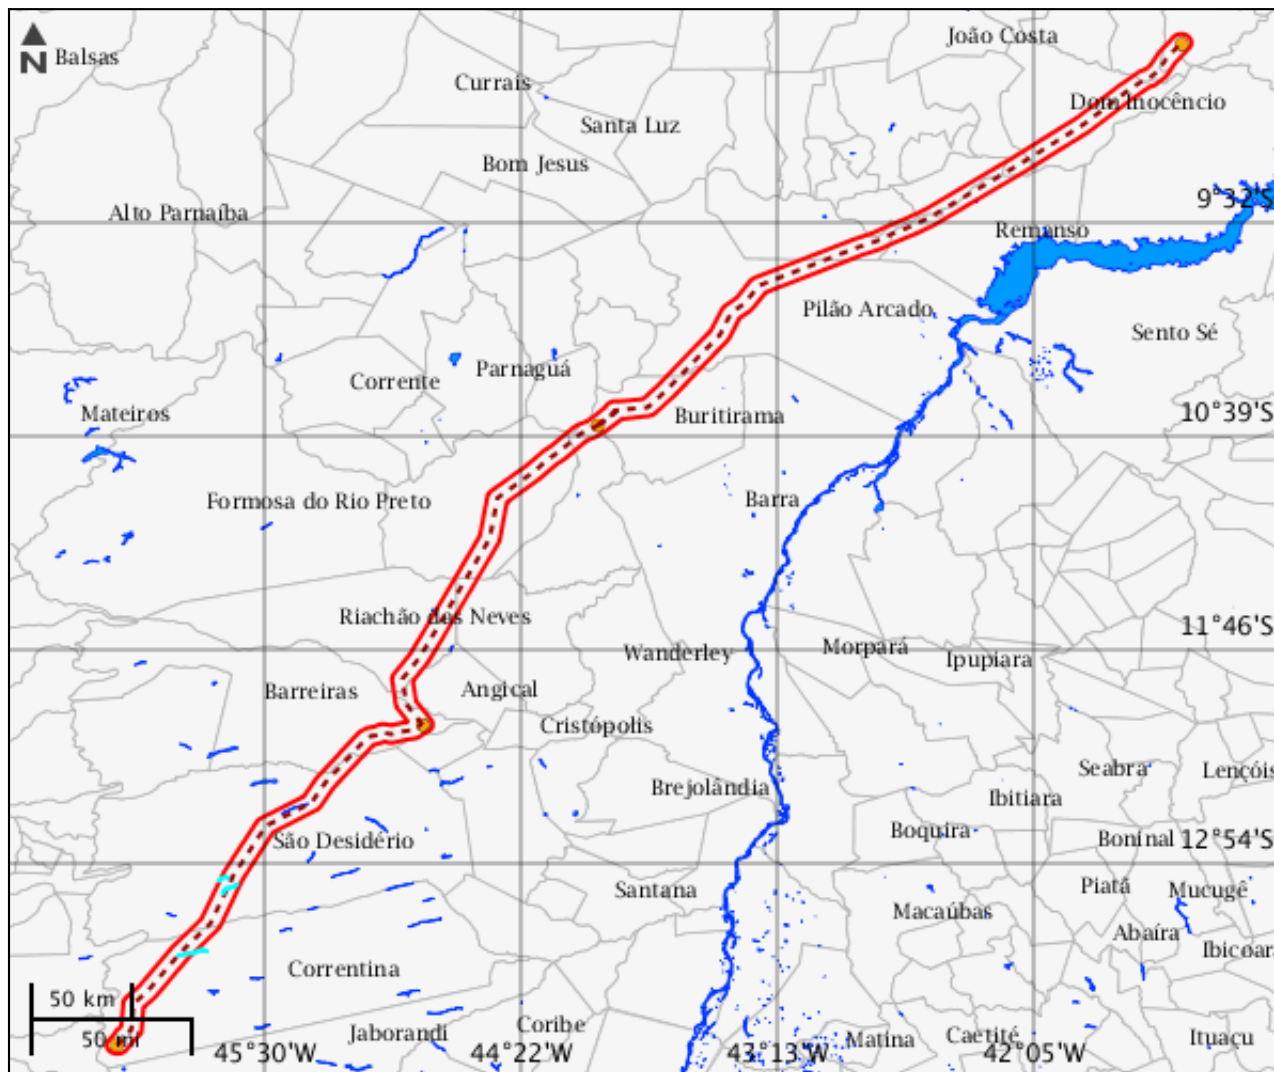 João Costa
N
Balsas
Currais
Dom Inocêncio
Santa Luz
Bom Jesus
9°32'S
Alto Parnaíba
Remanso
Pilão Arcado
Sento Sé
Parnaguá
Corrente
10°39'S
Mateiros
Buritirama
Formosa do Rio Preto
Barra
Riachão das Neves
11°46'S
Wanderley
Morpará
Ipupiara
Barreiras
Angical
Cristópolis
Seabra
Lençóis
Brejolândia
Ibitiara
Boquira
São Desidério
Boninal
12°54'S
Santana
Piatã
Mucugê
Macaúbas
Abaíra
Ibicoara
Correntina
50 km
50 mi
Jaborandi
Coribe
Matina
Caetité
Ituaçu
45°30'W
44°22'W
43°13'W
42°05'W